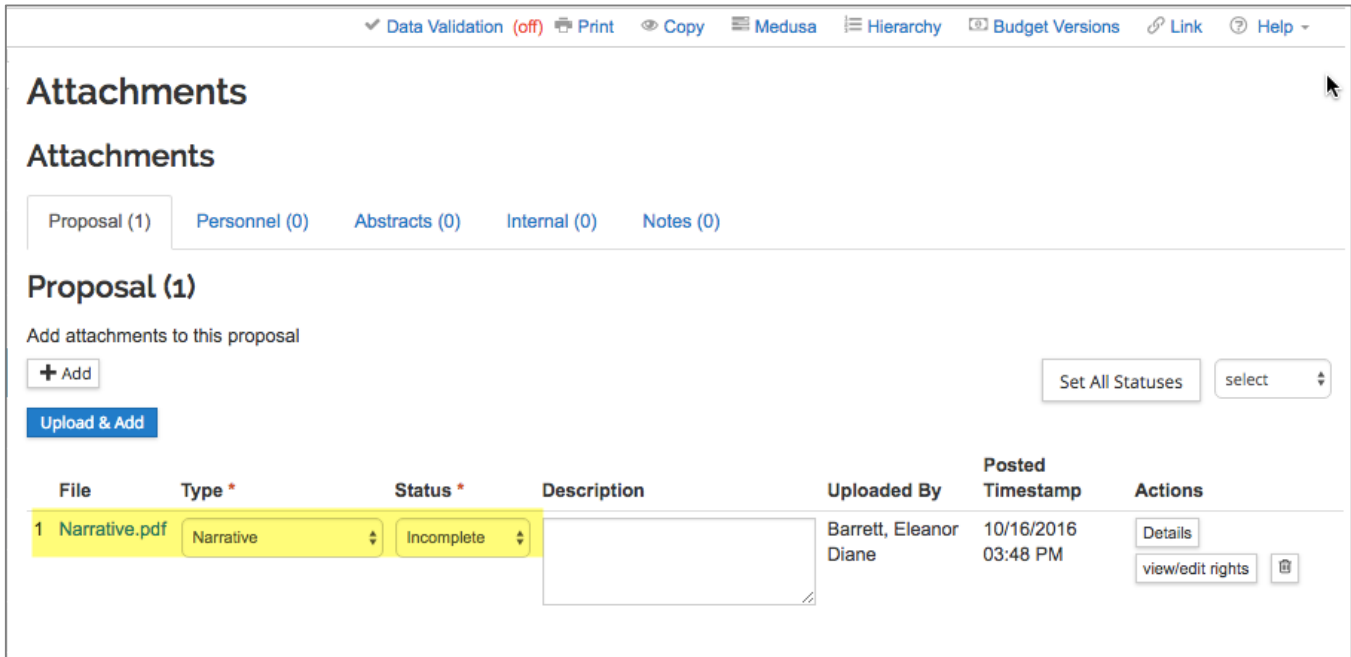 Data Validation (off) Print Copy Medusa Hierarchy Budget Versions Link Help
Attachments
Attachments
Proposal (1) Personnel (0) Abstracts (0) Internal (0) Notes (0)
Proposal (1)
Add attachments to this proposal
+ Add
Set All Statuses select
Upload & Add
File Type * Status * Description Uploaded By Posted Timestamp Actions
1 Narrative.pdf Narrative Incomplete Barrett, Eleanor Diane 10/16/2016 03:48 PM Details
view/edit rights